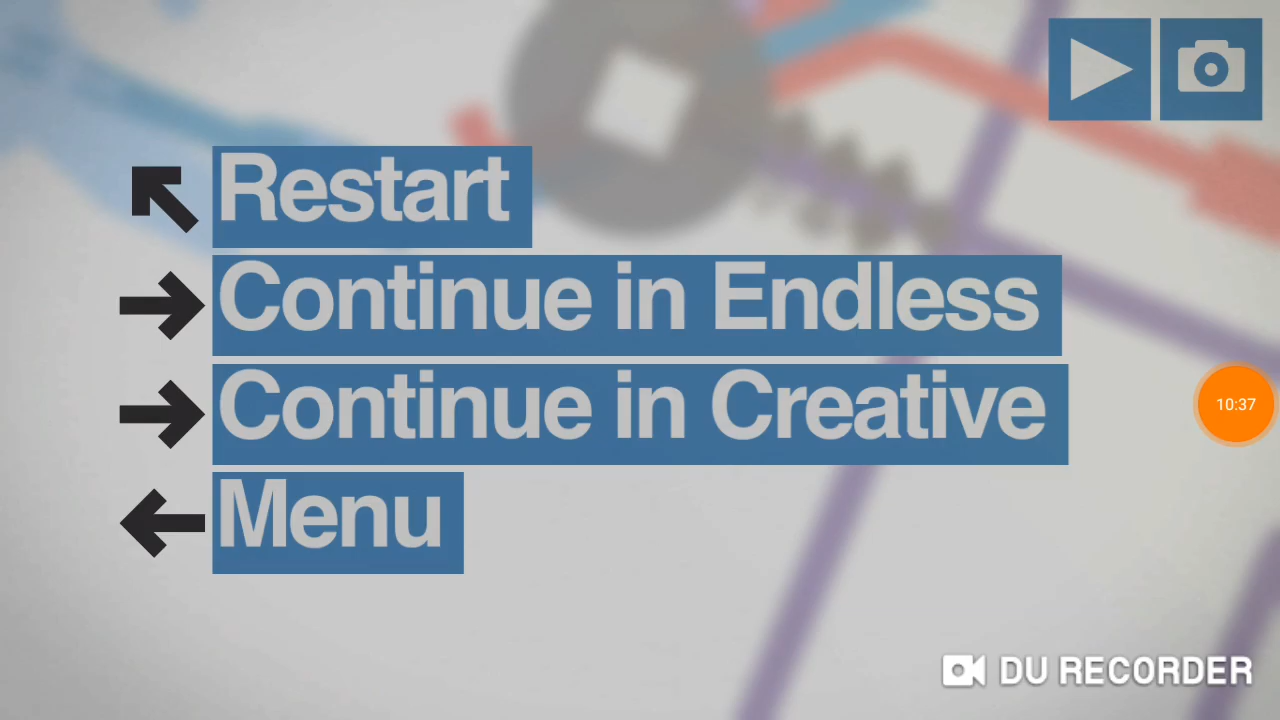 Restart
Continue in Endless
Continue in Creative
10:37
Menu
DU RECORDER